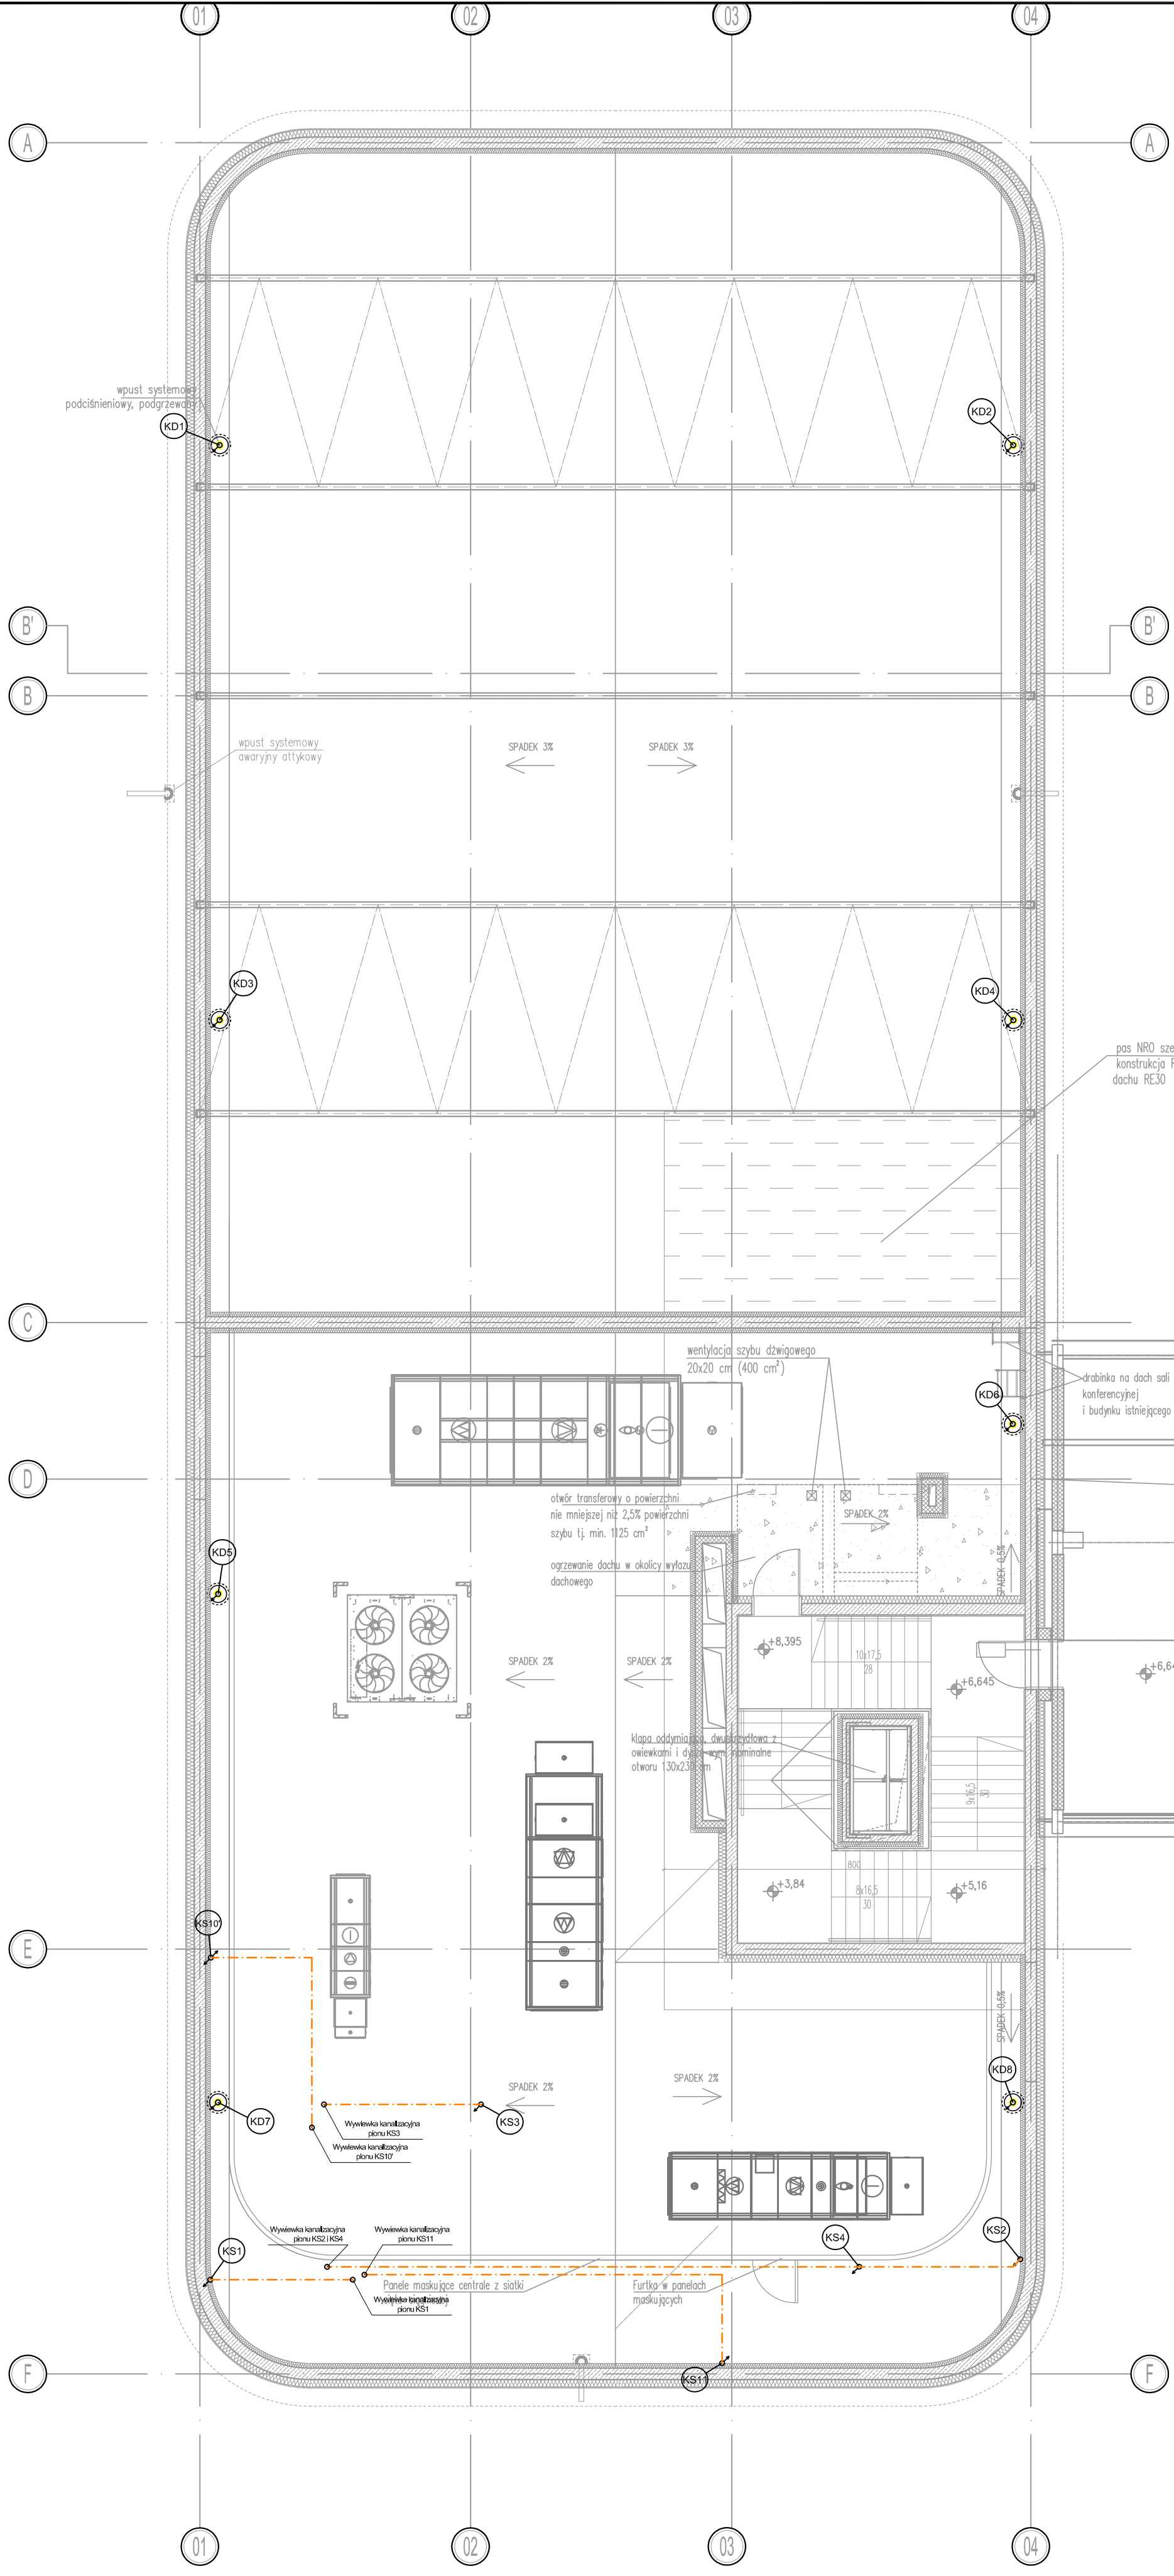 01
02
03
04
A
A
wpust systemowy
podciśnieniowy, podgrzewany
KD1
KD2
B'
B'
B
B
wpust systemowy
awaryjny attykowy
SPADEK 3%
SPADEK 3%
KD3
KD4
pas NRO
konstrukcja
dachu RE30
C
wentylacja szybu dźwigowego
20x20 cm (400 cm²)
drabinka na dach sali
konferencyjnej
i budynku istniejącego
KD6
D
otwór transferowy o powierzchni
nie mniejszej niż 2,5% powierzchni
szybu tj. min. 1125 cm²
SPADEK 2%
KD5
ogrzewanie dachu w okolicy wyłazu
dachowego
SPADEK 0,5%
+8,395
10x17,5
28
SPADEK 2%
SPADEK 2%
+6,645
klapa oddymiająca, z
owiewkami i nominalne
otworu
9x16,5
30
800
+3,84
8x16,5
30
+5,16
KS10'
E
SPADEK 0,5%
KD8
SPADEK 2%
SPADEK 2%
KD7
KS3
Wywiewka kanalizacyjna
pionu KS3
Wywiewka kanalizacyjna
pionu KS10'
KS1
Wywiewka kanalizacyjna
pionu KS2 i KS4
Wywiewka kanalizacyjna
pionu KS11
KS4
KS2
Panele maskujące centrale z siatki
Wywiewka kanalizacyjna
pionu KS1
Furtka w panelach
maskujących
F
KS11
F
01
02
03
04